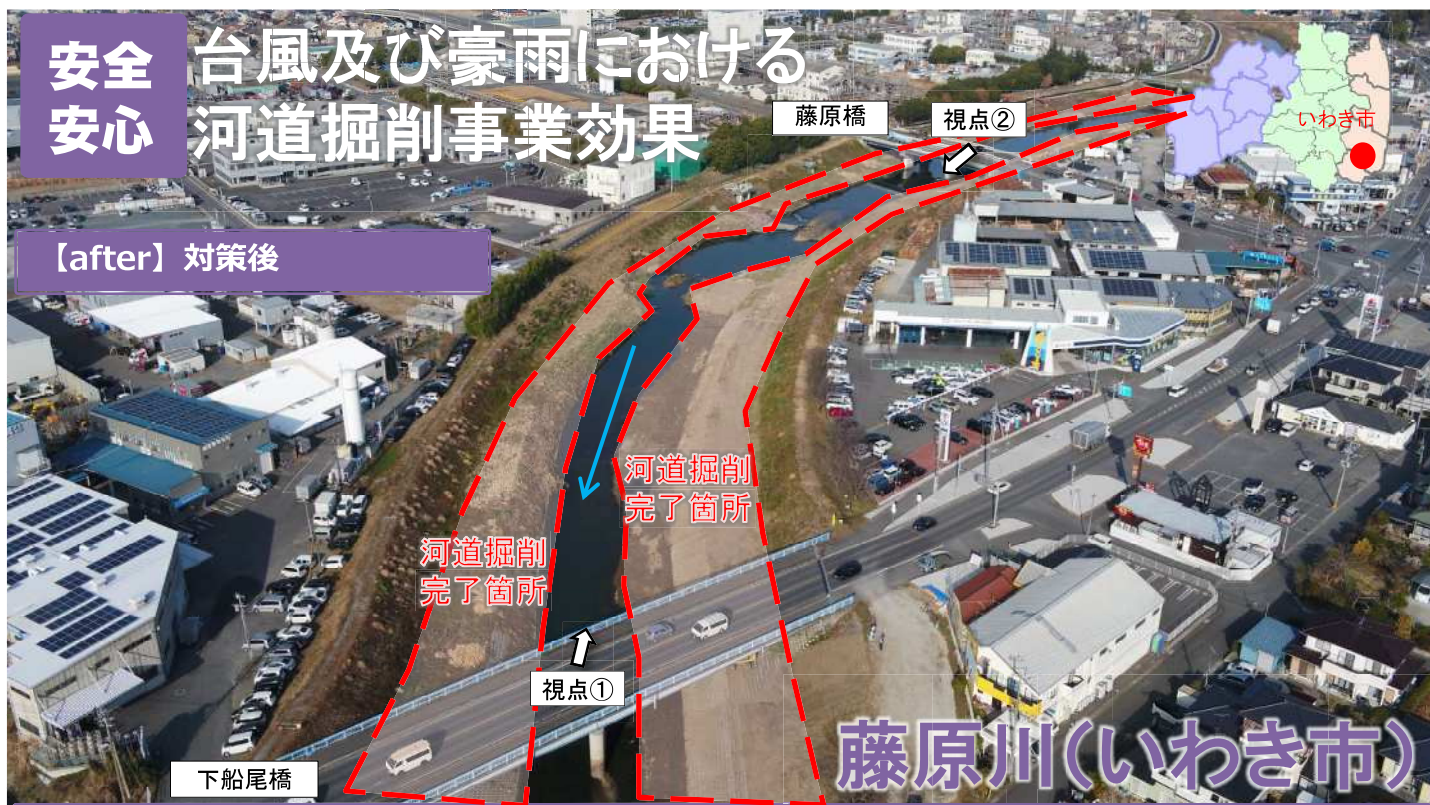 安全
安心
台風及び豪雨における
河道掘削事業効果
藤原橋
視点②
いわき市
【after】対策後
河道掘削
完了箇所
河道掘削
完了箇所
視点①
下船尾橋
藤原川(いわき市)